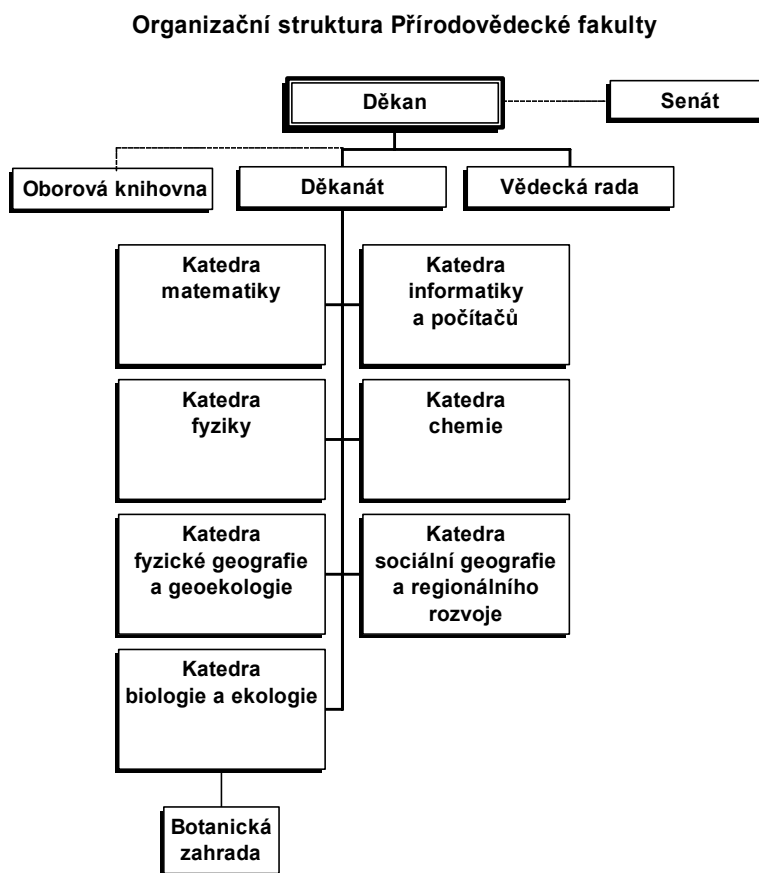 Organizační struktura Přírodovědecké fakulty
Děkan
Senát
Oborová knihovna
Děkanát
Vědecká rada
Katedra
matematiky
Katedra
informatiky
a počítačů
Katedra
fyziky
Katedra
chemie
Katedra
fyzické geografie
a geoekologie
Katedra
sociální geografie
a regionálního
rozvoje
Katedra
biologie a ekologie
Botanická
zahrada